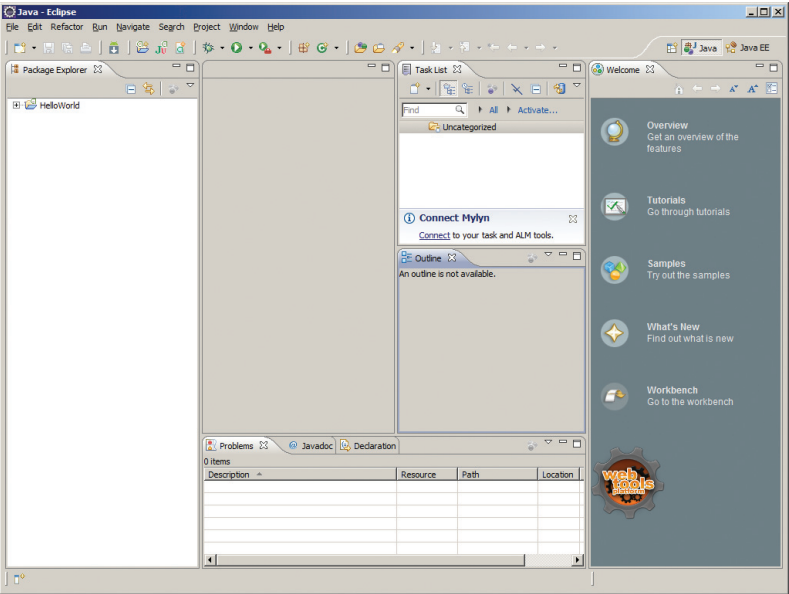 Java - Eclipse
File Edit Refactor Run Navigate Search Project Window Help
Java Java EE
Package Explorer
HelloWorld
Task List
Find All Activate...
Uncategorized
Connect Mylyn
Connect to your task and ALM tools.
Outline
An outline is not available.
Problems @ Javadoc Declaration
0 items
Description Resource Path Location
Welcome
Overview
Get an overview of the
features
Tutorials
Go through tutorials
Samples
Try out the samples
What's New
Find out what is new
Workbench
Go to the workbench
web
tools
platform